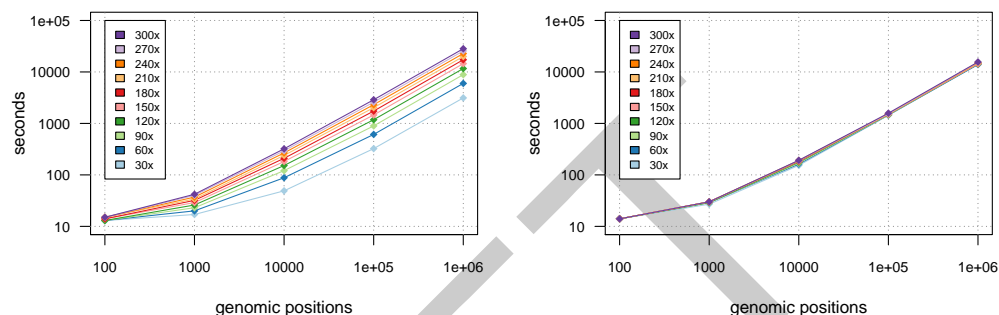 1e+05
10000
1000
100
10
seconds
300x
270x
240x
210x
180x
150x
120x
90x
60x
30x
100 1000 10000 1e+05 1e+06
genomic positions
1e+05
10000
1000
100
10
seconds
300x
270x
240x
210x
180x
150x
120x
90x
60x
30x
100 1000 10000 1e+05 1e+06
genomic positions